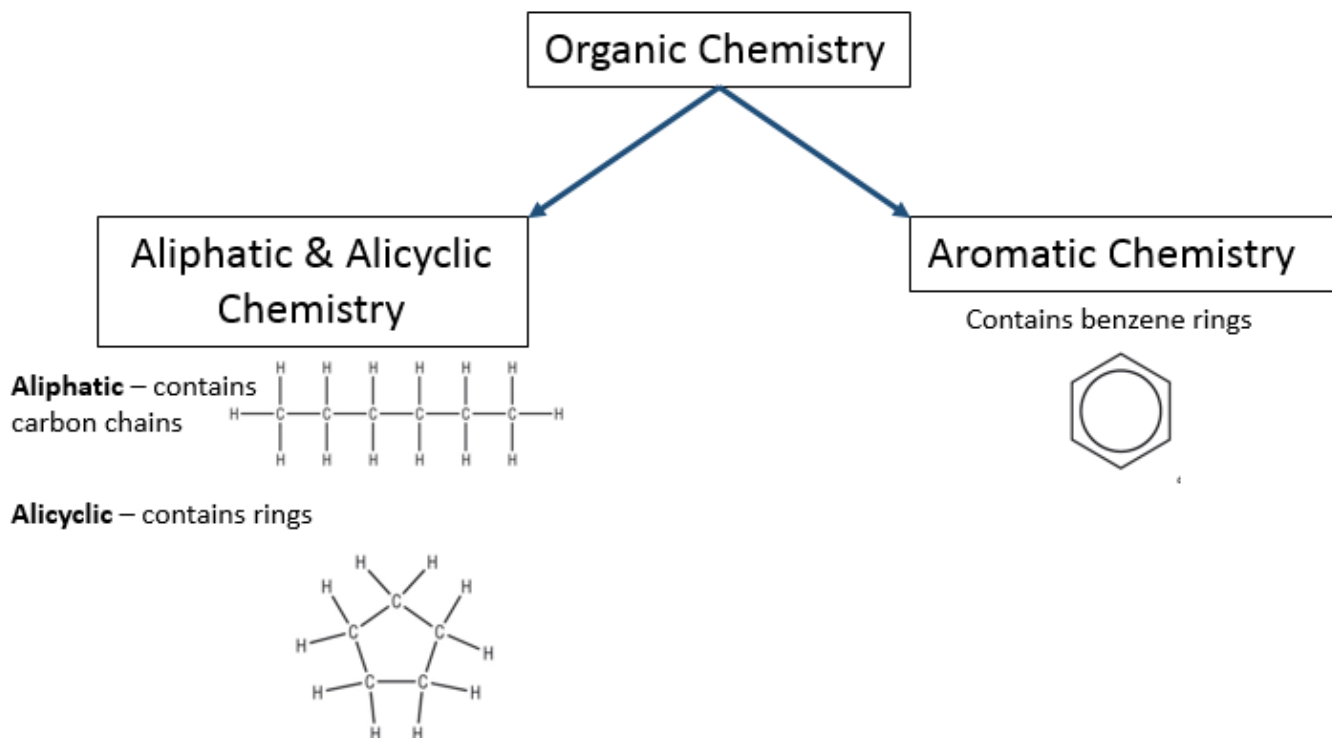 Organic Chemistry
Aliphatic & Alicyclic
Chemistry
Aromatic Chemistry
Contains benzene rings
Aliphatic – contains
carbon chains
H H H H H H
H C C C C C C H
H H H H H H
Alicyclic – contains rings
H H
H H
C
H C C H
H C C H
H H